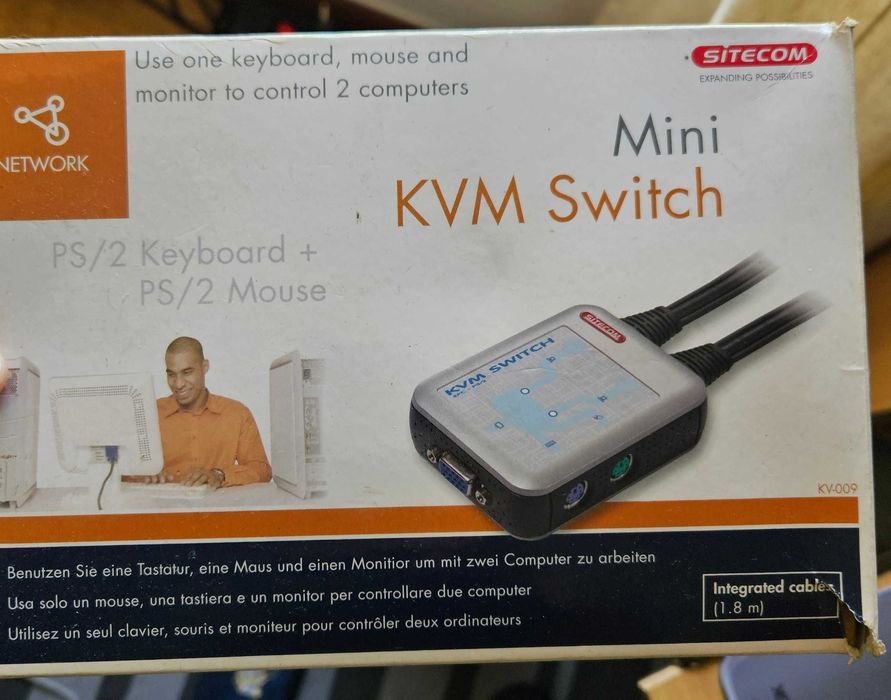 Use one keyboard, mouse and
monitor to control 2 computers
SITECOM
EXPANDING POSSIBILITIES
NETWORK
Mini
KVM Switch
PS/2 Keyboard +
PS/2 Mouse
SITECOM
KVM SWITCH
KV-009
Benutzen Sie eine Tastatur, eine Maus und einen Monitior um mit zwei Computer zu arbeiten
Usa solo un mouse, una tastiera e un monitor per controllare due computer
Utilisez un seul clavier, souris et moniteur pour contrôler deux ordinateurs
Integrated cables
(1.8 m)